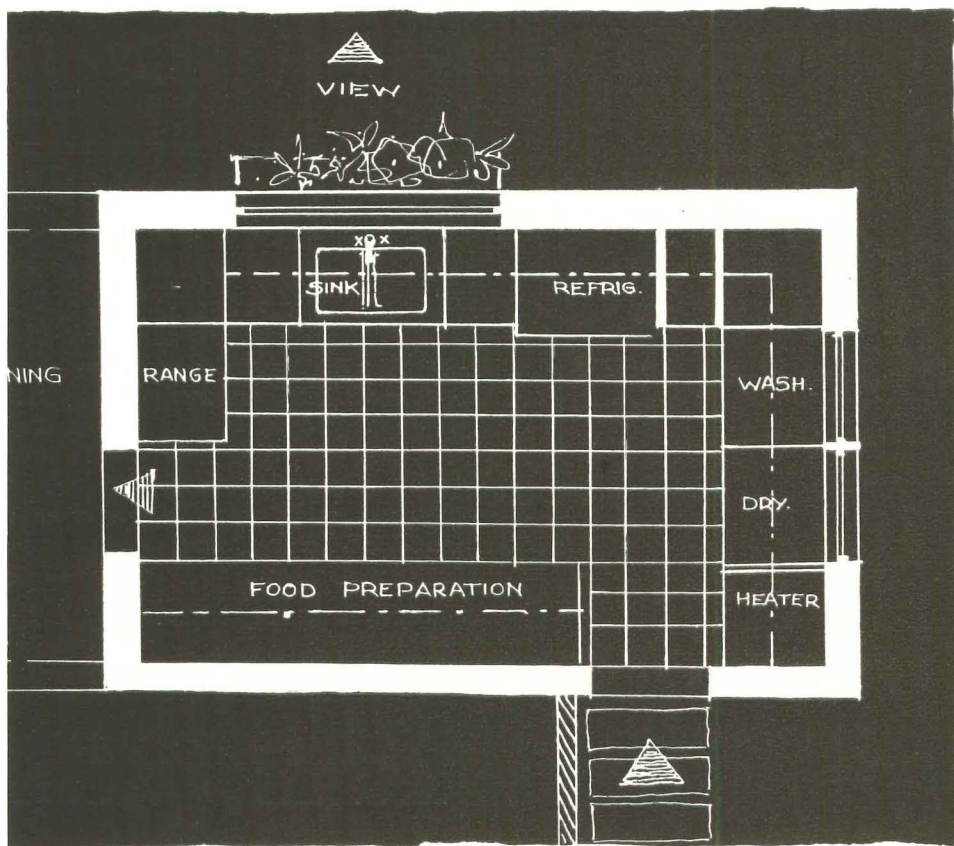 VIEW
SINK
REFRIG.
NING
RANGE
WASH.
DRY.
FOOD PREPARATION
HEATER